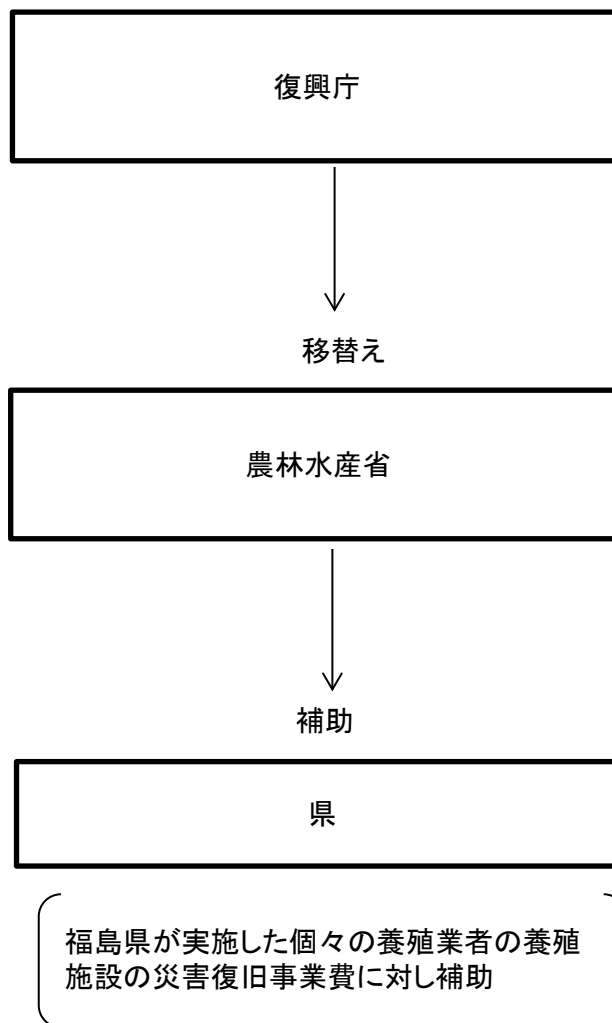 復興庁
移替え
農林水産省
補助
県
福島県が実施した個々の養殖業者の養殖
施設の災害復旧事業費に対し補助